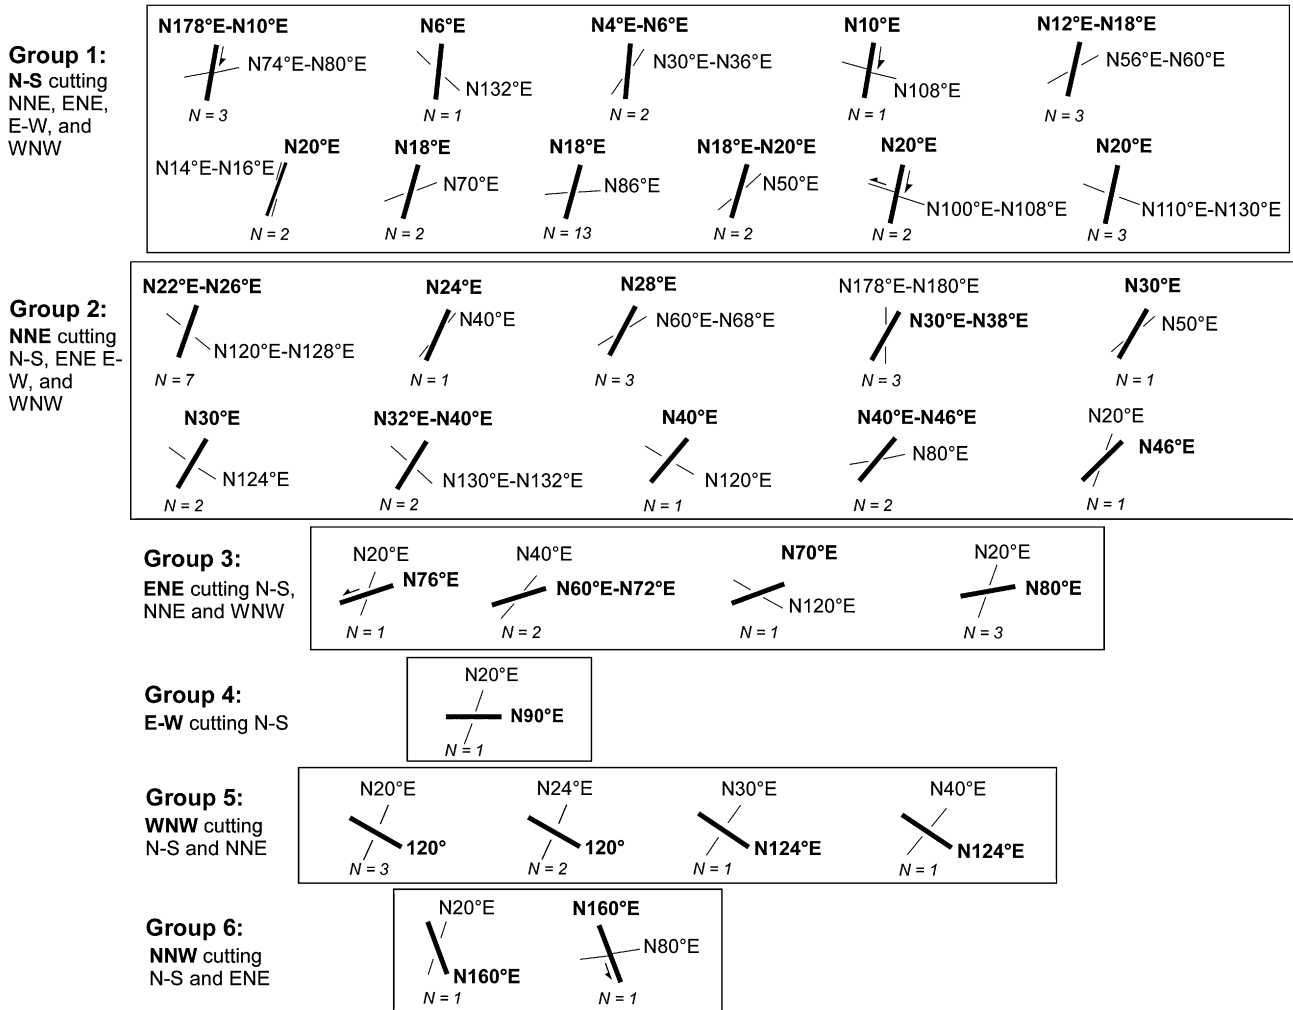 Group 1:
N-S cutting
NNE, ENE,
E-W, and
WNW
N178°E-N10°E
N74°E-N80°E
N = 3
N6°E
N132°E
N = 1
N4°E-N6°E
N30°E-N36°E
N = 2
N10°E
N108°E
N = 1
N12°E-N18°E
N56°E-N60°E
N = 3
N14°E-N16°E
N20°E
N = 2
N18°E
N70°E
N = 2
N18°E
N86°E
N = 13
N18°E-N20°E
N50°E
N = 2
N20°E
N100°E-N108°E
N = 2
N20°E
N110°E-N130°E
N = 3
Group 2:
NNE cutting
N-S, ENE E-
W, and
WNW
N22°E-N26°E
N120°E-N128°E
N = 7
N24°E
N40°E
N = 1
N28°E
N60°E-N68°E
N = 3
N178°E-N180°E
N30°E-N38°E
N = 3
N30°E
N50°E
N = 1
N30°E
N124°E
N = 2
N32°E-N40°E
N130°E-N132°E
N = 2
N40°E
N120°E
N = 1
N40°E-N46°E
N80°E
N = 2
N20°E
N46°E
N = 1
Group 3:
ENE cutting N-S,
NNE and WNW
N20°E
N76°E
N = 1
N40°E
N60°E-N72°E
N = 2
N70°E
N120°E
N = 1
N20°E
N80°E
N = 3
Group 4:
E-W cutting N-S
N20°E
N90°E
N = 1
Group 5:
WNW cutting
N-S and NNE
N20°E
120°
N = 3
N24°E
120°
N = 2
N30°E
N124°E
N = 1
N40°E
N124°E
N = 1
Group 6:
NNW cutting
N-S and ENE
N20°E
N160°E
N = 1
N160°E
N80°E
N = 1